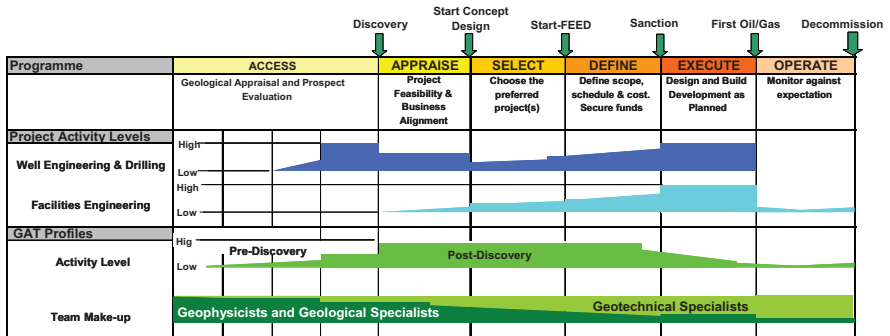 Discovery
Start Concept
Design
Start-FEED
Sanction
First Oil/Gas
Decommission
Programme
ACCESS
APPRAISE
SELECT
DEFINE
EXECUTE
OPERATE
Geological Appraisal and Prospect
Evaluation
Project
Feasibility &
Business
Alignment
Choose the
preferred
project(s)
Define scope,
schedule & cost.
Secure funds
Design and Build
Development as
Planned
Monitor against
expectation
Project Activity Levels
High
Well Engineering & Drilling
Low
High
Facilities Engineering
Low
GAT Profiles
Hig
Pre-Discovery
Post-Discovery
Activity Level
Low
Geotechnical Specialists
Geophysicists and Geological Specialists
Team Make-up